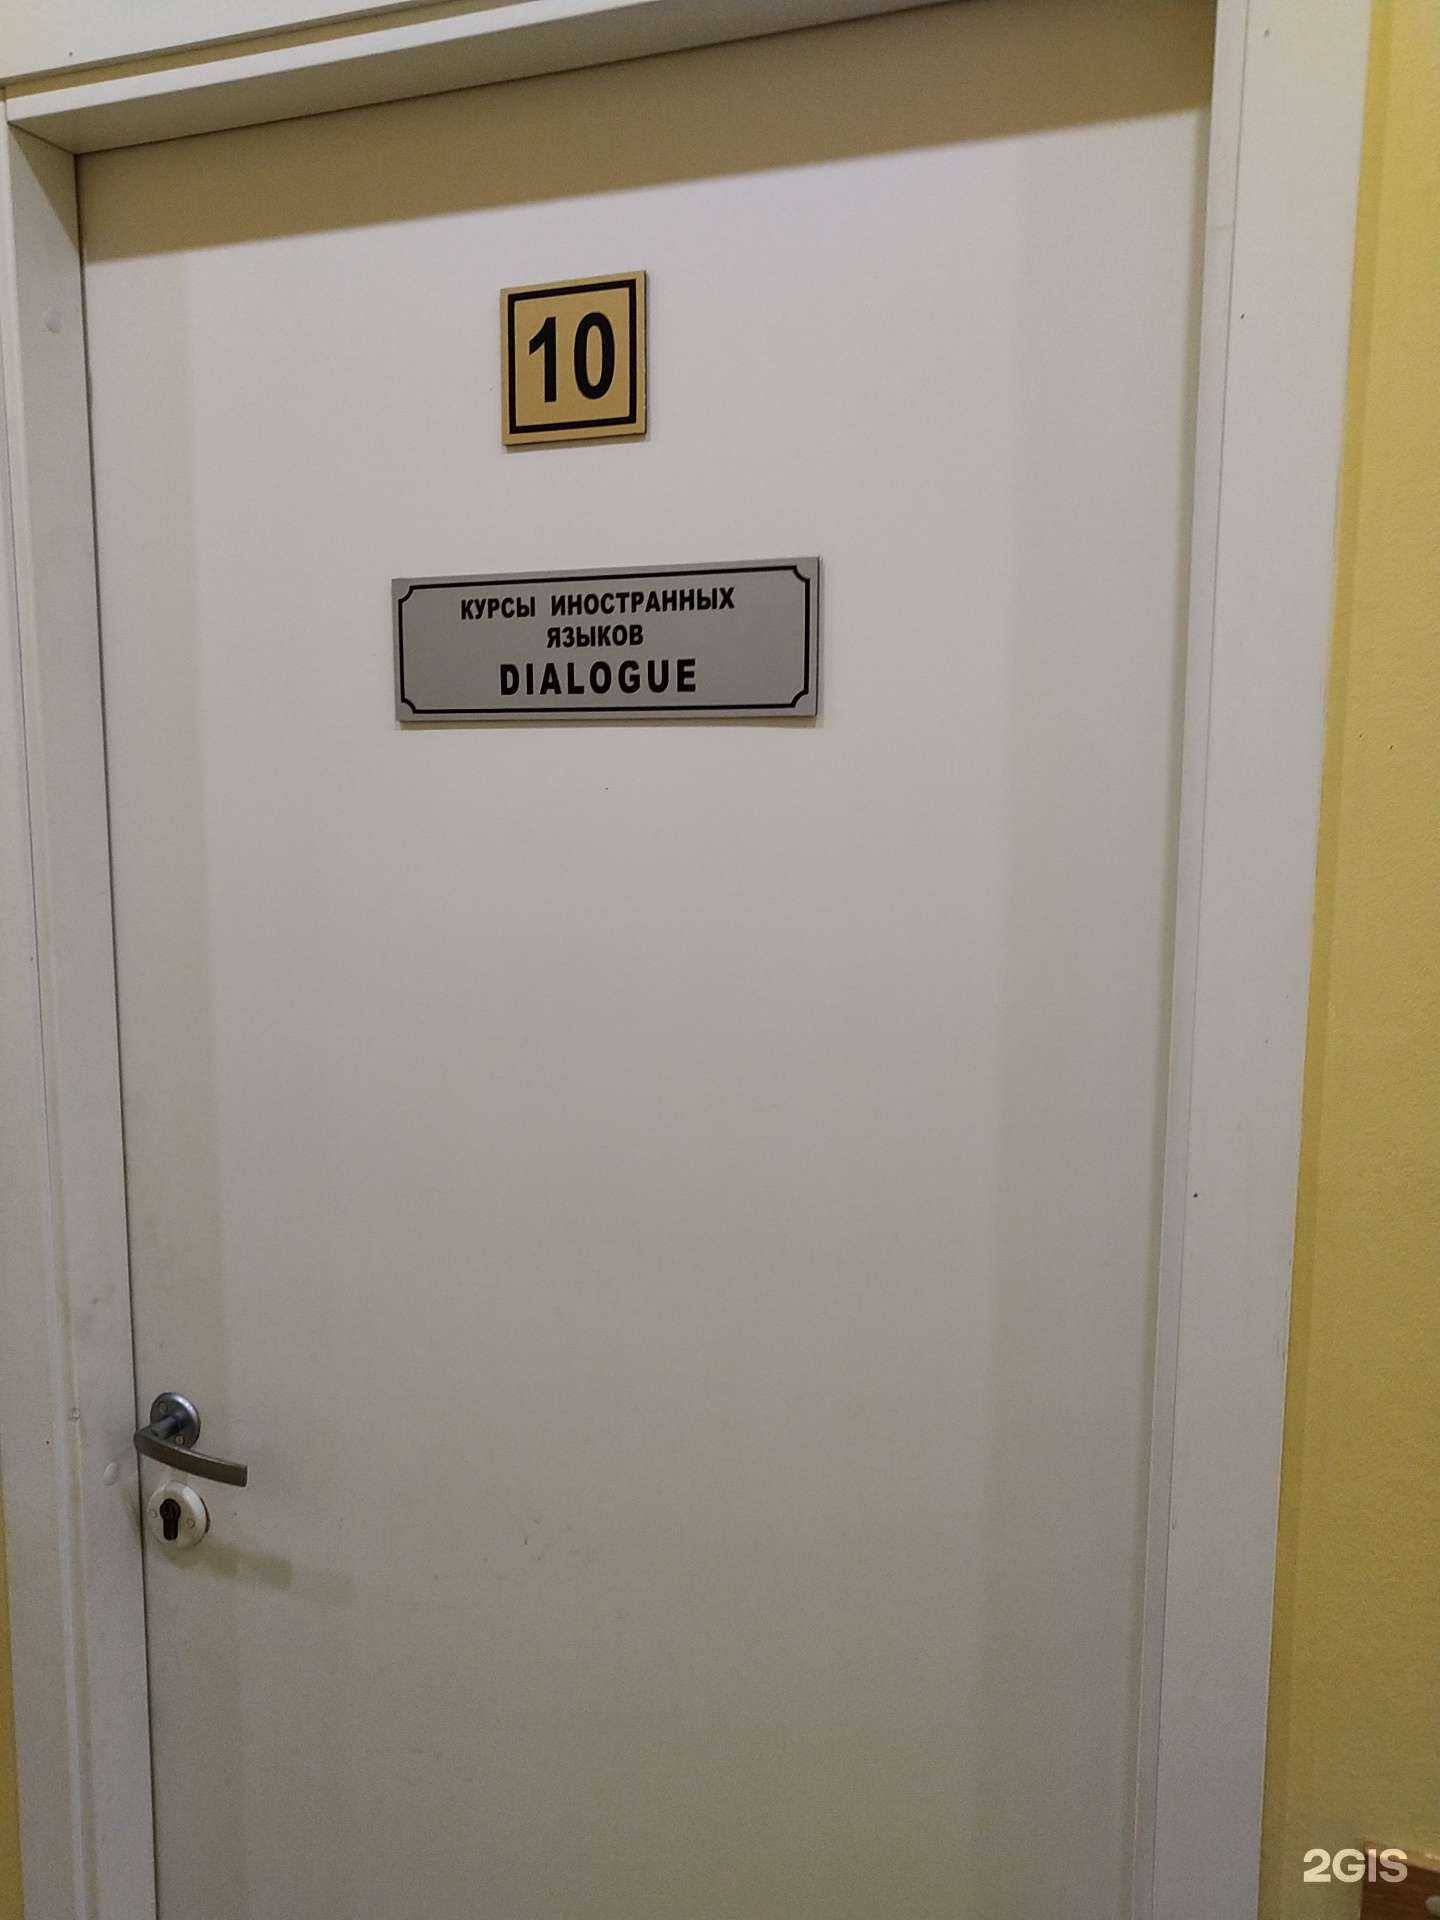 10
КУРСЫ ИНОСТРАННЫХ
ЯЗЫКОВ
DIALOGUE
2GIS